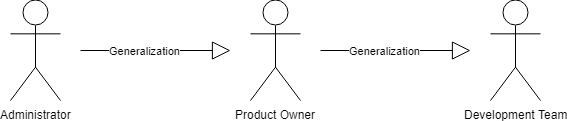 Generalization
Generalization
Administrator
Product Owner
Development Team